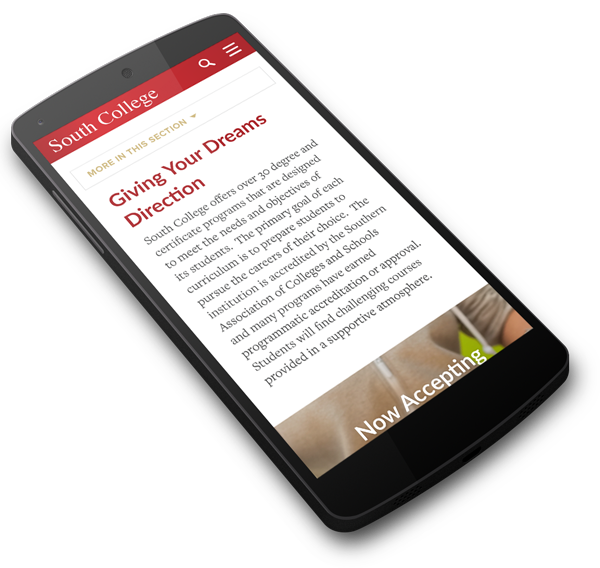 South College
MORE IN THIS SECTION
Giving Your Dreams
Direction
South College offers over 30 degree and
certificate programs that are designed
to meet the needs and objectives of
its students. The primary goal of each
curriculum is to prepare students to
pursue the careers of their choice. The
institution is accredited by the Southern
Association of Colleges and Schools
and many programs have earned
programmatic accreditation or approval.
Students will find challenging courses
provided in a supportive atmosphere.
Now Accepting